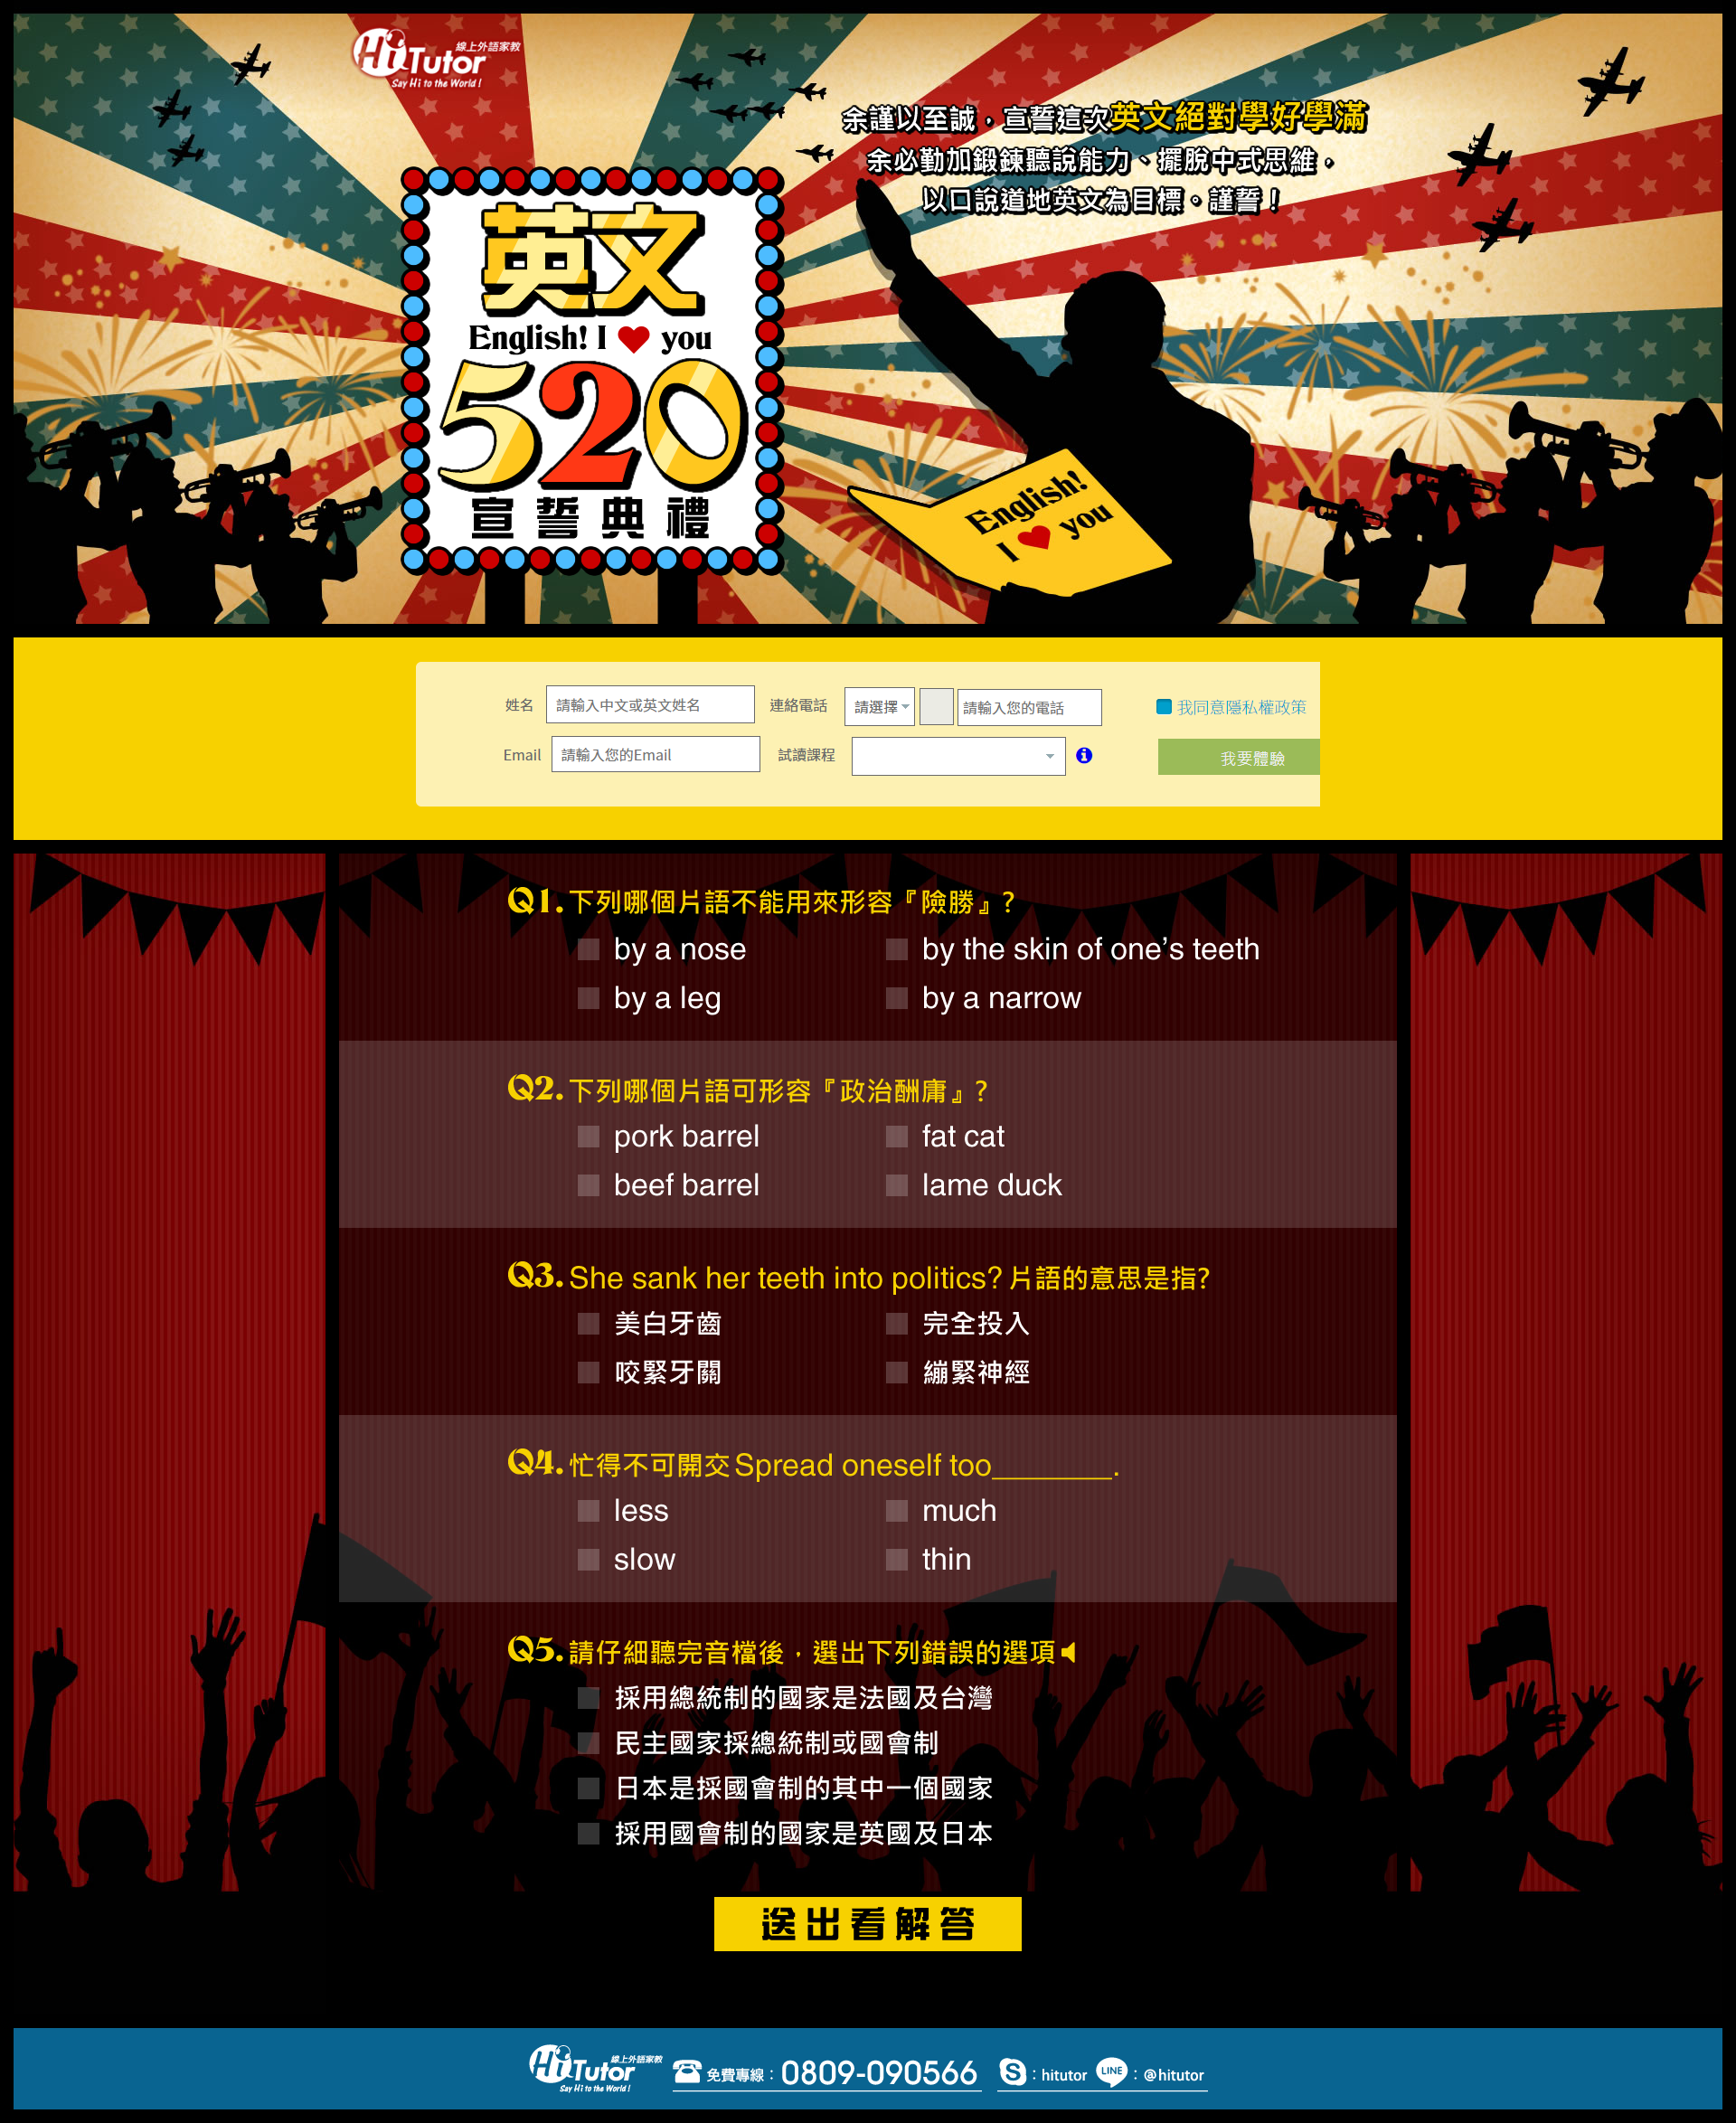 Hi Tutor 線上外語家教
Say Hi to the World !
余謹以至誠，宣誓這次英文絕對學好學滿
余必勤加鍛鍊聽說能力、擺脫中式思維，
以口說道地英文為目標。謹誓！
英文
English! I ♥ you
520
宣誓典禮
English!
I ♥ you
姓名 請輸入中文或英文姓名 連絡電話 請選擇 請輸入您的電話 我同意隱私權政策
Email 請輸入您的Email 試讀課程 我要體驗
Q1. 下列哪個片語不能用來形容『險勝』?
by a nose by the skin of one’s teeth
by a leg by a narrow
Q2. 下列哪個片語可形容『政治酬庸』?
pork barrel fat cat
beef barrel lame duck
Q3. She sank her teeth into politics? 片語的意思是指?
美白牙齒 完全投入
咬緊牙關 繃緊神經
Q4. 忙得不可開交 Spread oneself too_______.
less much
slow thin
Q5. 請仔細聽完音檔後，選出下列錯誤的選項
採用總統制的國家是法國及台灣
民主國家採總統制或國會制
日本是採國會制的其中一個國家
採用國會制的國家是英國及日本
送出看解答
Hi Tutor 線上外語家教
Say Hi to the World !
免費專線：0809-090566 ：hitutor LINE ：@hitutor